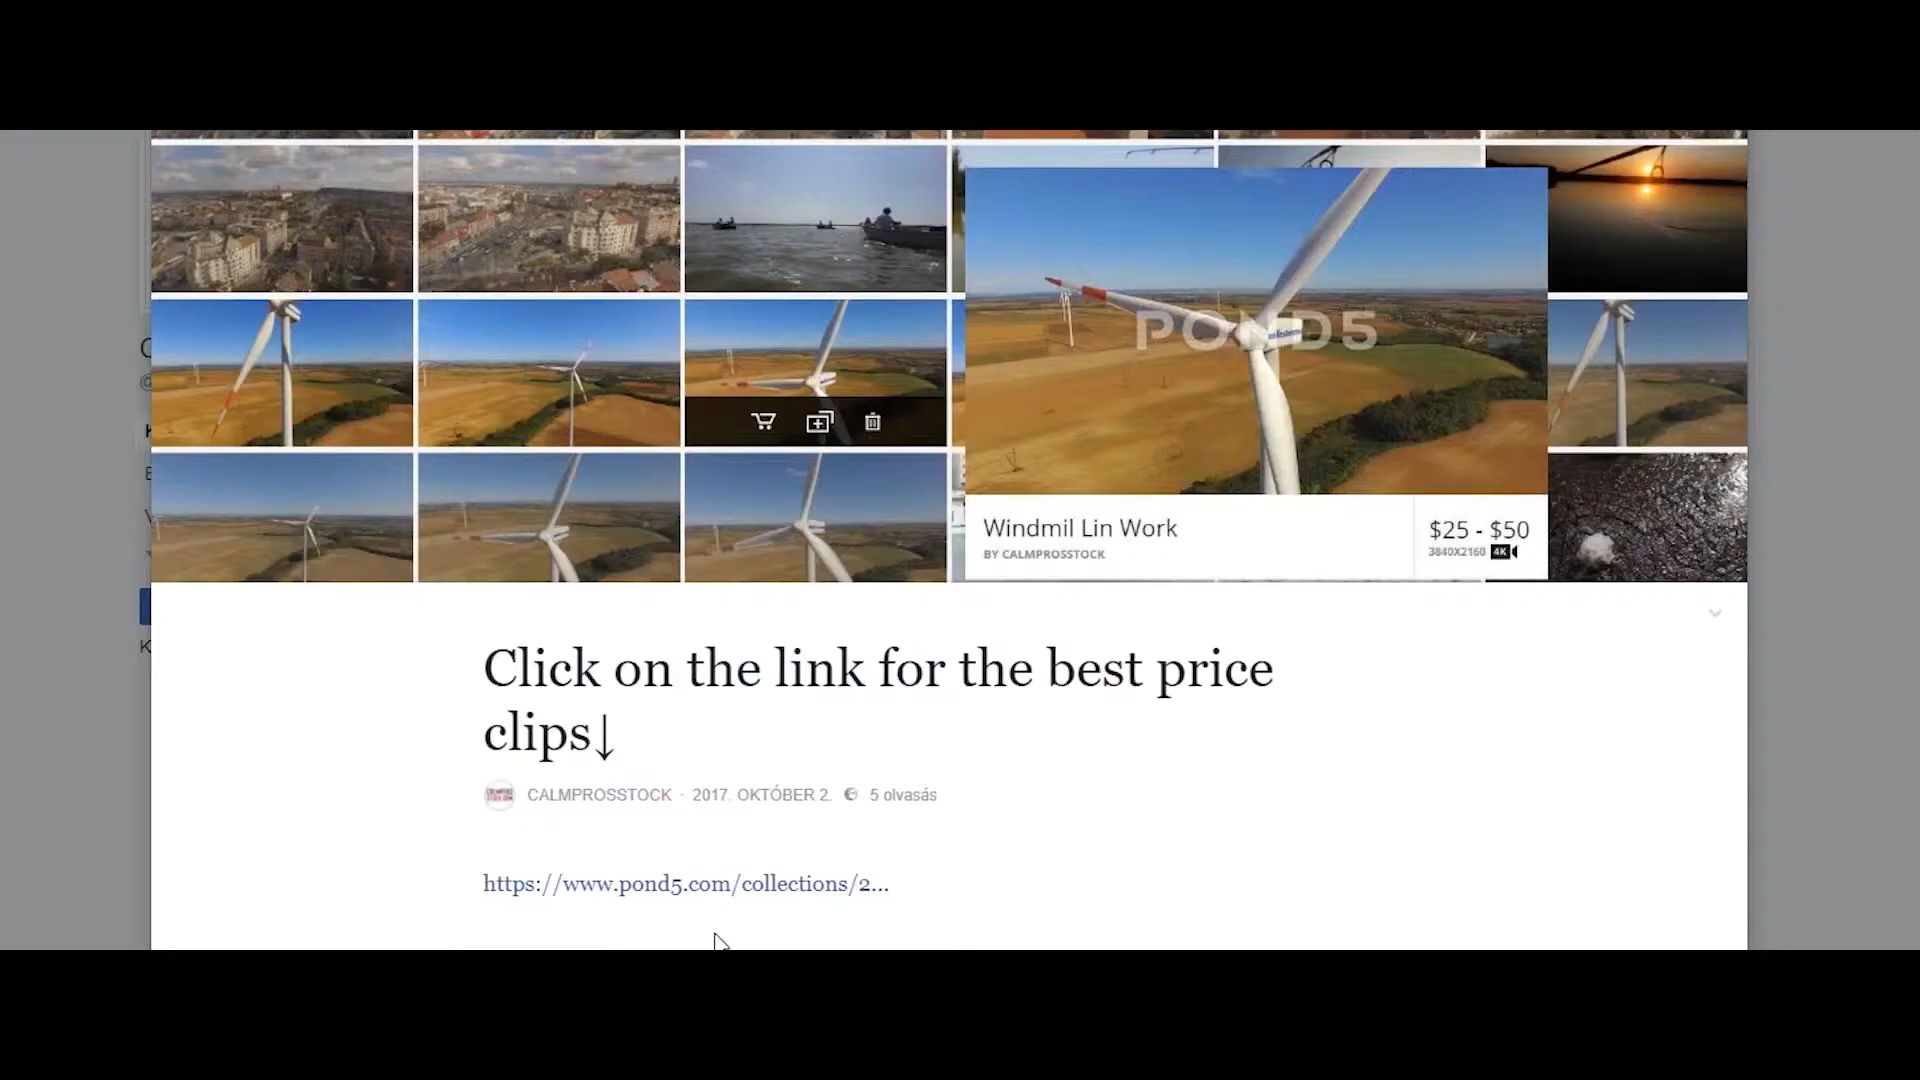 POND5
Windmil Lin Work
$25 - $50
BY CALMPROSSTOCK
3840X2160 4K
Click on the link for the best price
clips↓
CALMPROSSTOCK · 2017. OKTÓBER 2. 5 olvasás
https://www.pond5.com/collections/2...